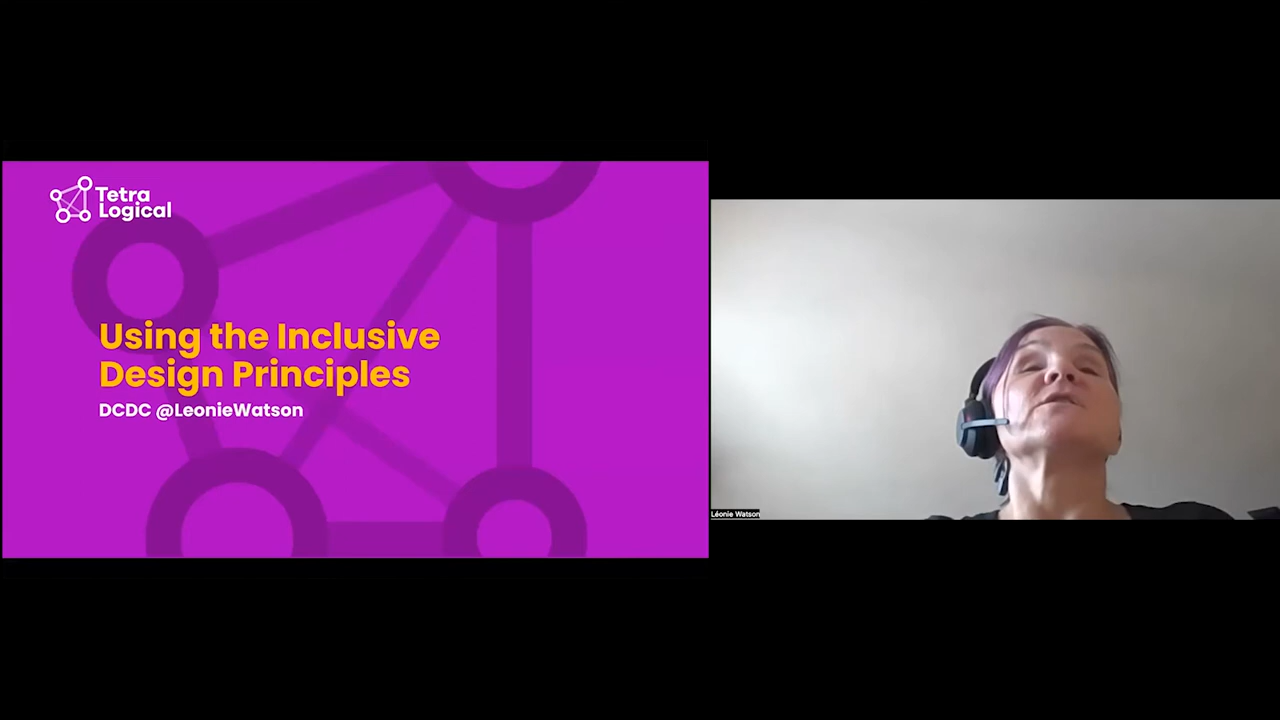 Tetra
Logical
Using the Inclusive
Design Principles
DCDC @LeonieWatson
Léonie Watson